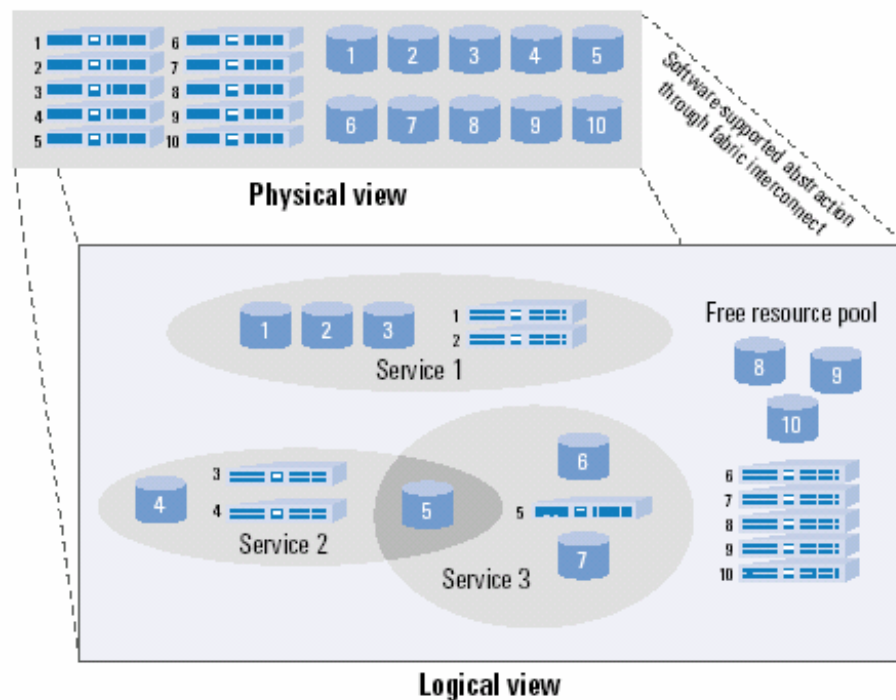 1 6 1 2 3 4 5
2 7
3 8
4 9 6 7 8 9 10
5 10
Physical view
Software-supported abstraction
through fabric interconnect
1 2 3 1
2
Service 1
Free resource pool
8 9
10
6
7
8
9
10
4 3
4
Service 2
5
6
5
7
Service 3
Logical view